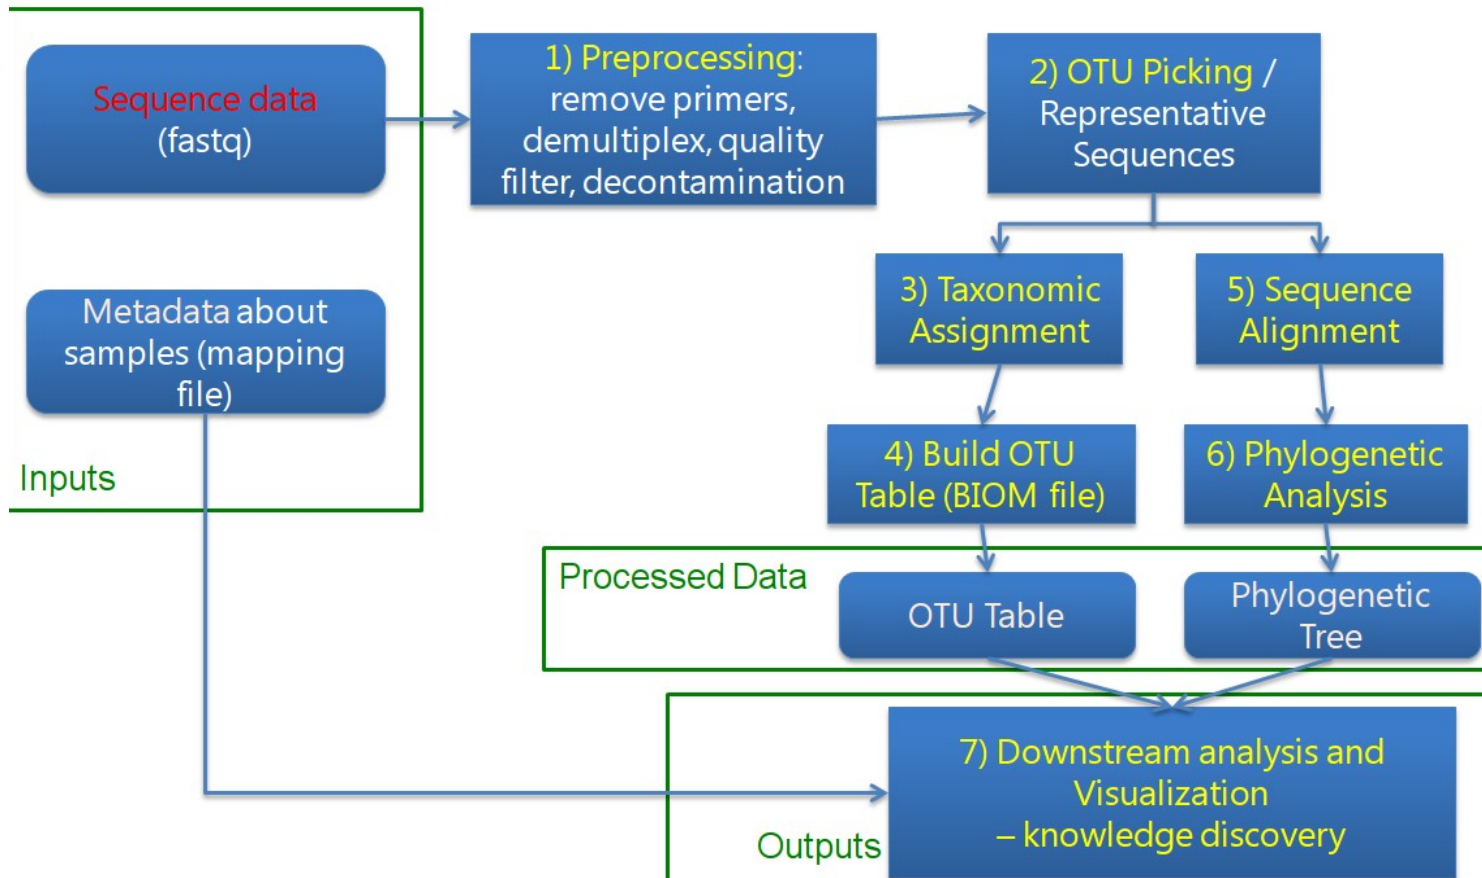 Sequence data
(fastq)
1) Preprocessing:
remove primers,
demultiplex, quality
filter, decontamination
2) OTU Picking /
Representative
Sequences
Metadata about
samples (mapping
file)
Inputs
3) Taxonomic
Assignment
5) Sequence
Alignment
4) Build OTU
Table (BIOM file)
6) Phylogenetic
Analysis
Processed Data
OTU Table
Phylogenetic
Tree
7) Downstream analysis and
Visualization
– knowledge discovery
Outputs